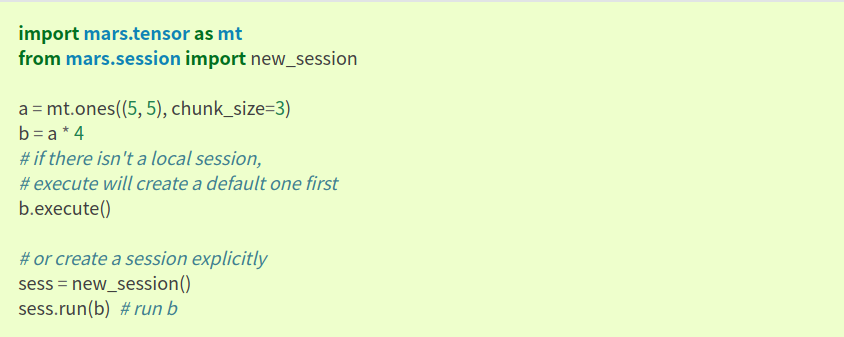 import mars.tensor as mt
from mars.session import new_session
a = mt.ones((5, 5), chunk_size=3)
b = a * 4
# if there isn't a local session,
# execute will create a default one first
b.execute()
# or create a session explicitly
sess = new_session()
sess.run(b)  # run b